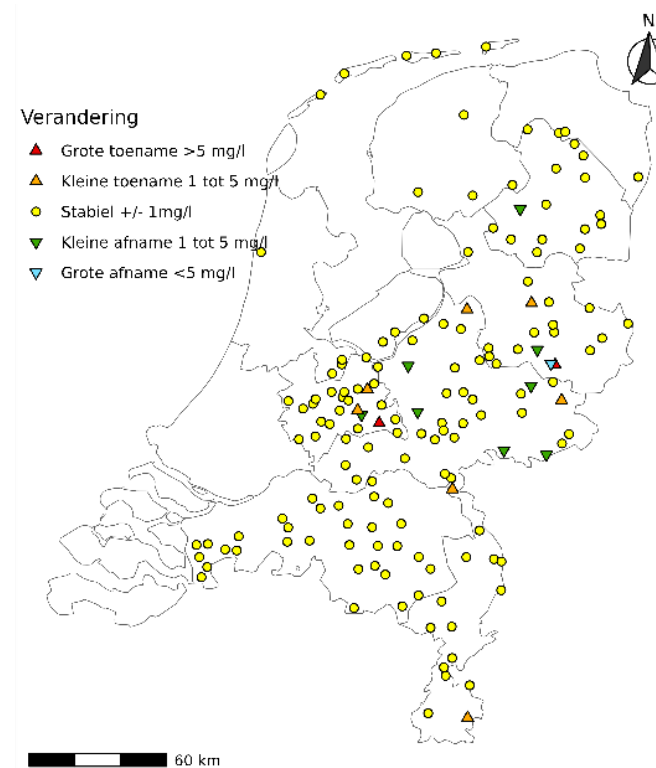 N
Verandering
Grote toename >5 mg/l
Kleine toename 1 tot 5 mg/l
Stabiel +/- 1mg/l
Kleine afname 1 tot 5 mg/l
Grote afname <5 mg/l
60 km